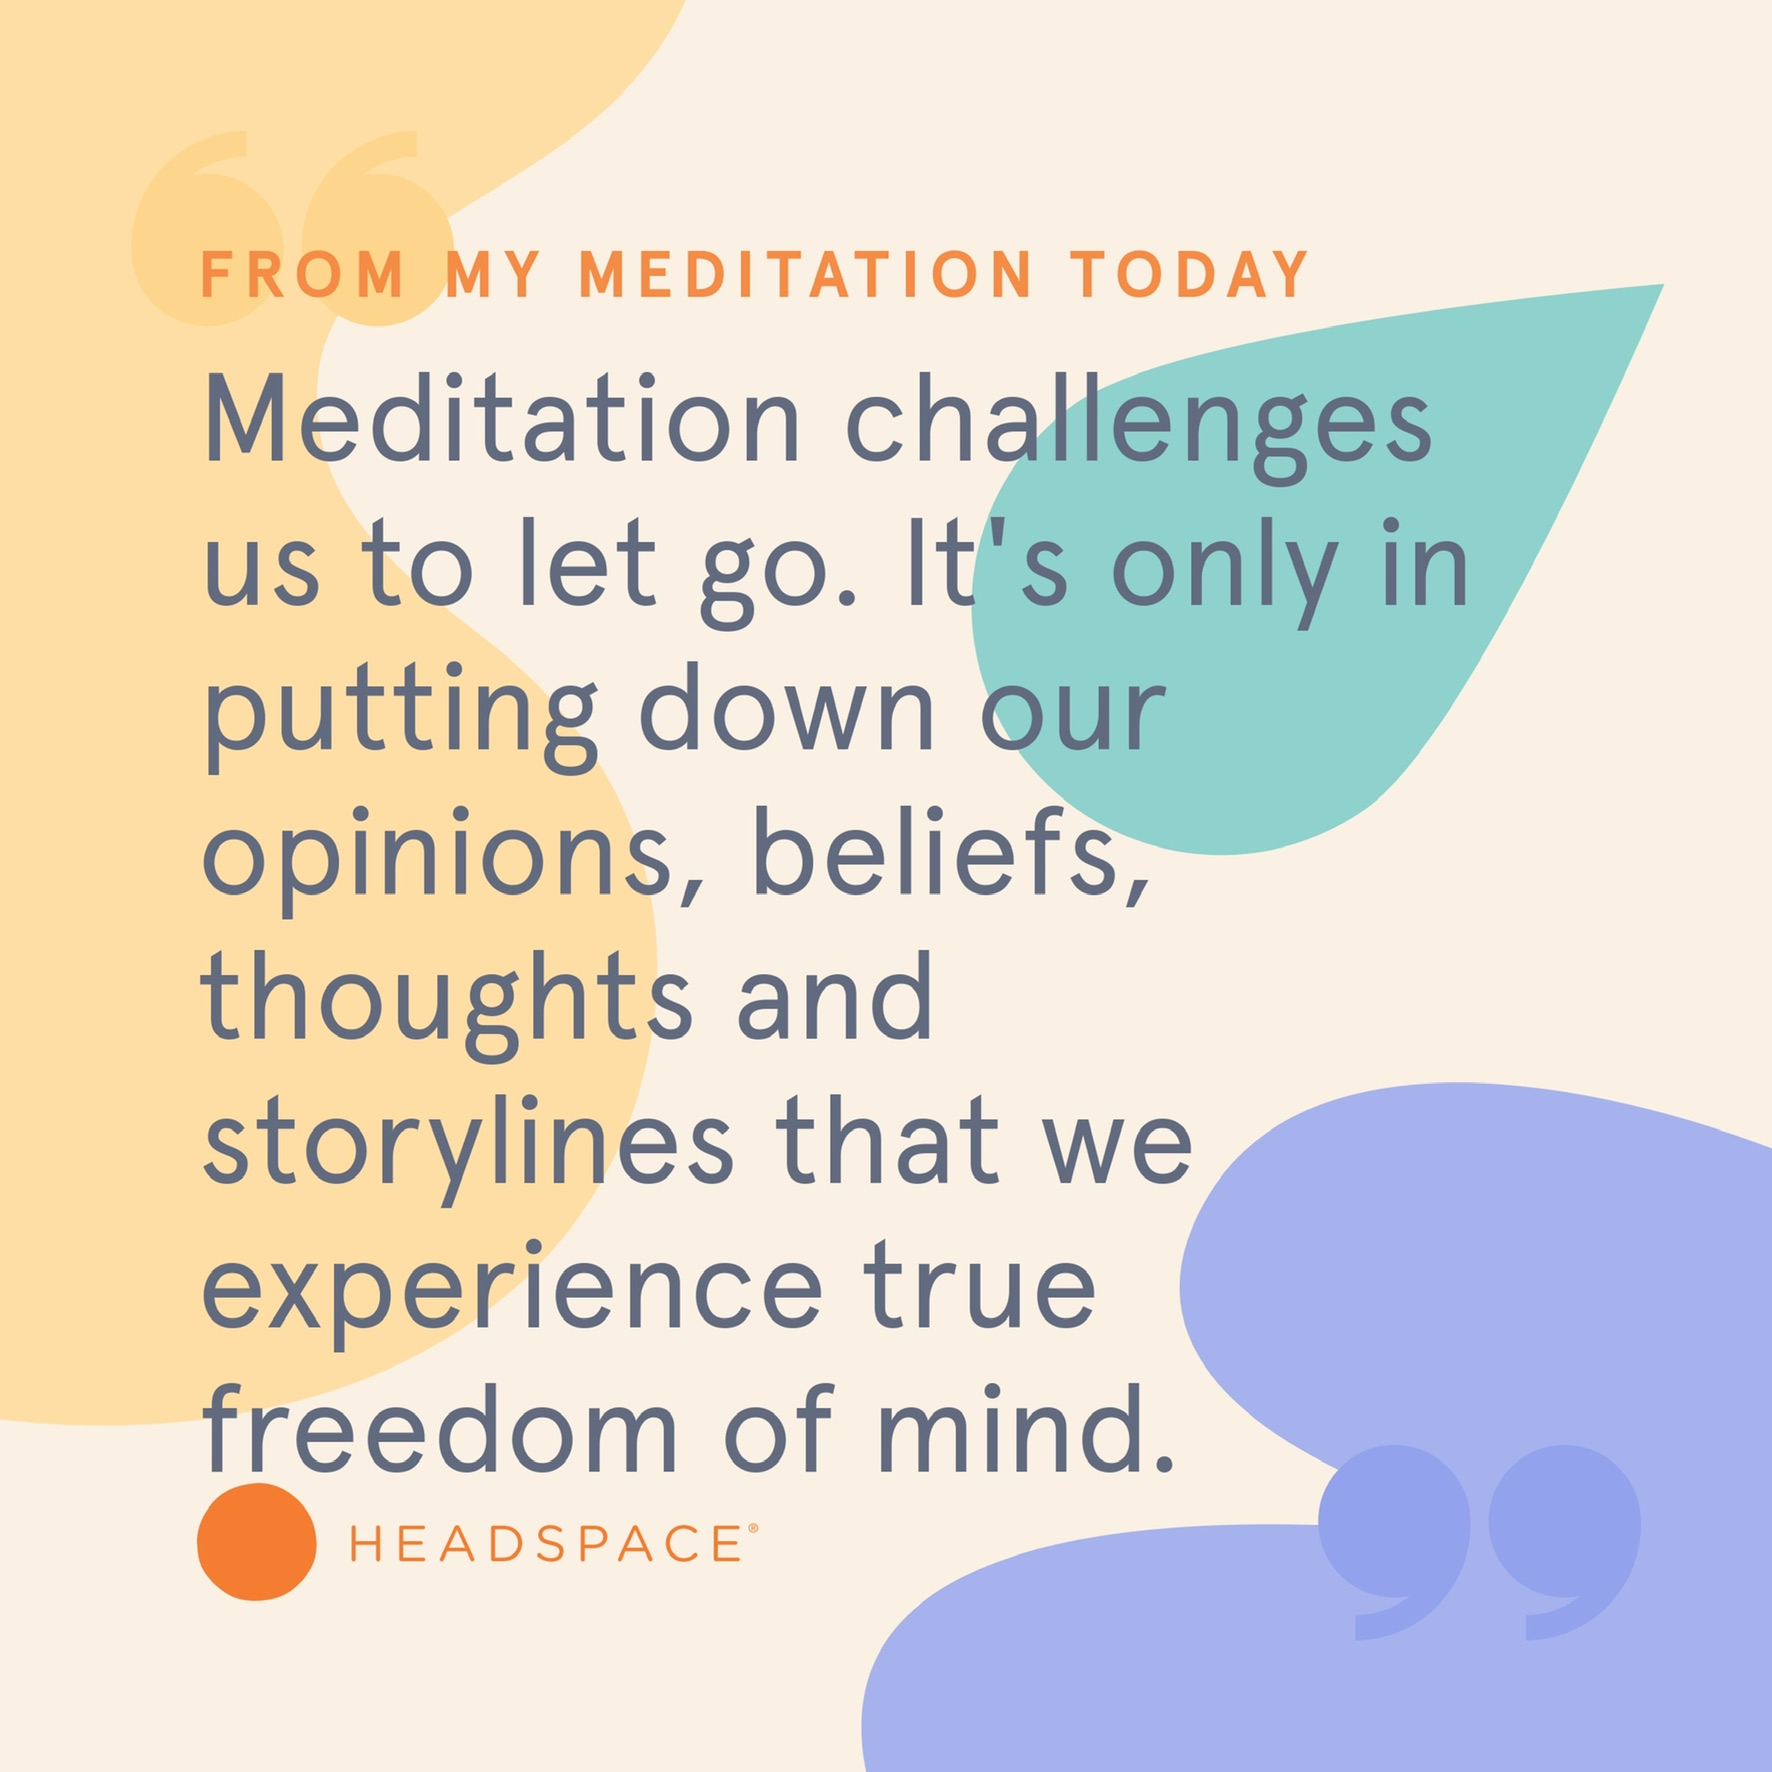 FROM MY MEDITATION TODAY
Meditation challenges
us to let go. It's only in
putting down our
opinions, beliefs,
thoughts and
storylines that we
experience true
freedom of mind.
HEADSPACE®